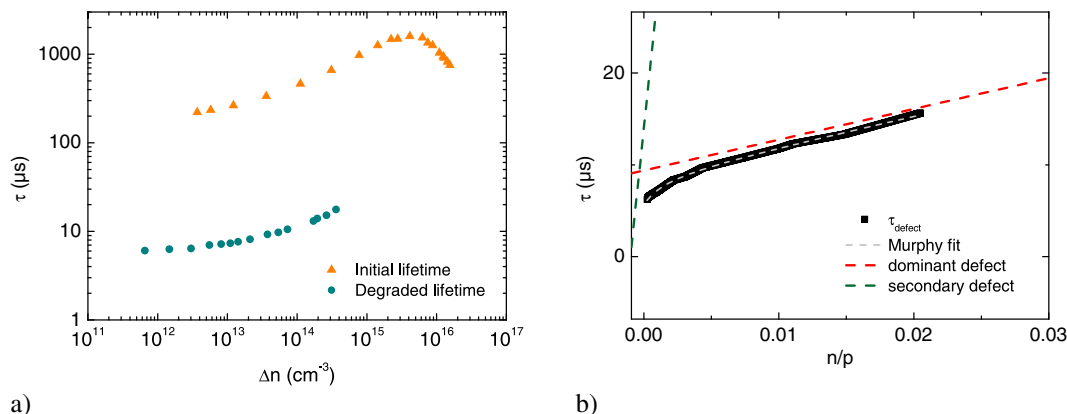 1000
100
10
1
τ (μs)
10^11 10^12 10^13 10^14 10^15 10^16 10^17
Δn (cm^-3)
Initial lifetime
Degraded lifetime
a)
20
0
τ (μs)
0.00 0.01 0.02 0.03
n/p
τ_defect
Murphy fit
dominant defect
secondary defect
b)